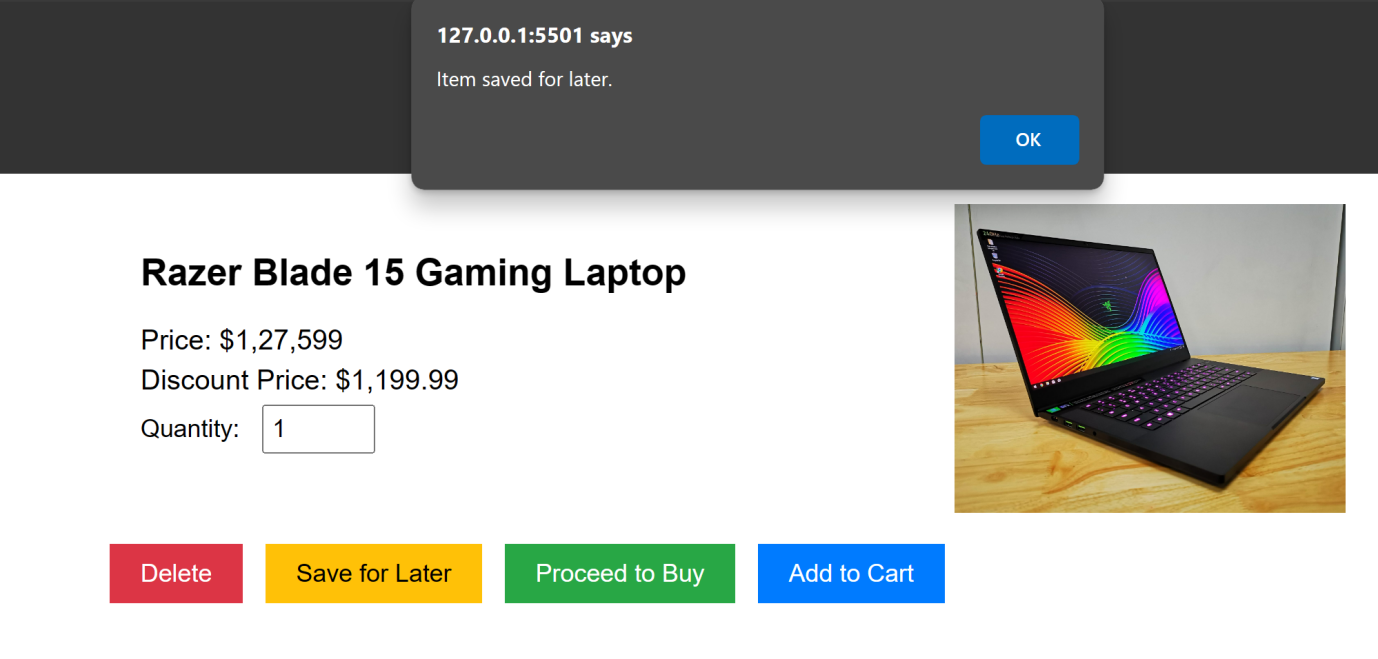 127.0.0.1:5501 says
Item saved for later.
OK
Razer Blade 15 Gaming Laptop
Price: $1,27,599
Discount Price: $1,199.99
Quantity: 1
Delete Save for Later Proceed to Buy Add to Cart